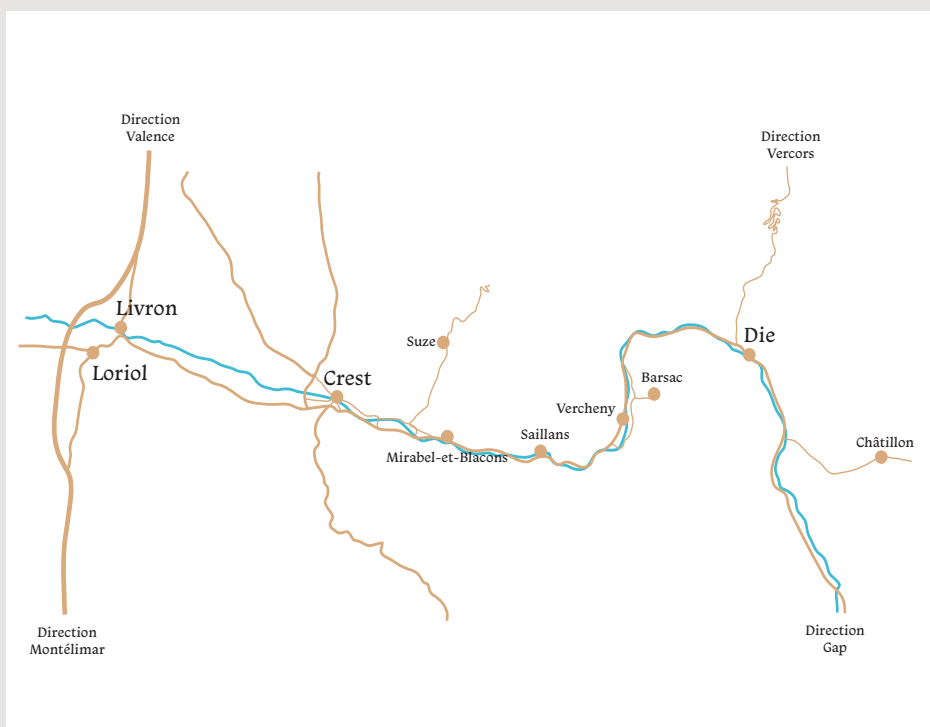 Direction
Valence
Direction
Vercors
Livron
Loriol
Suze
Die
Crest
Barsac
Vercheny
Saillans
Mirabel-et-Blacons
Châtillon
Direction
Montélimar
Direction
Gap